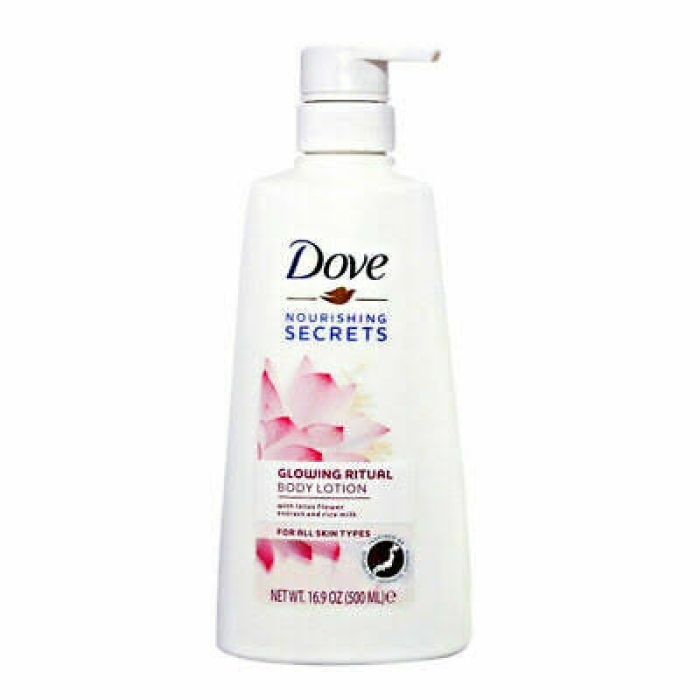 Dove
NOURISHING
SECRETS
GLOWING RITUAL
BODY LOTION
with lotus flower
extract and rice milk
FOR ALL SKIN TYPES
NET WT. 16.9 OZ (500 ML) ℮